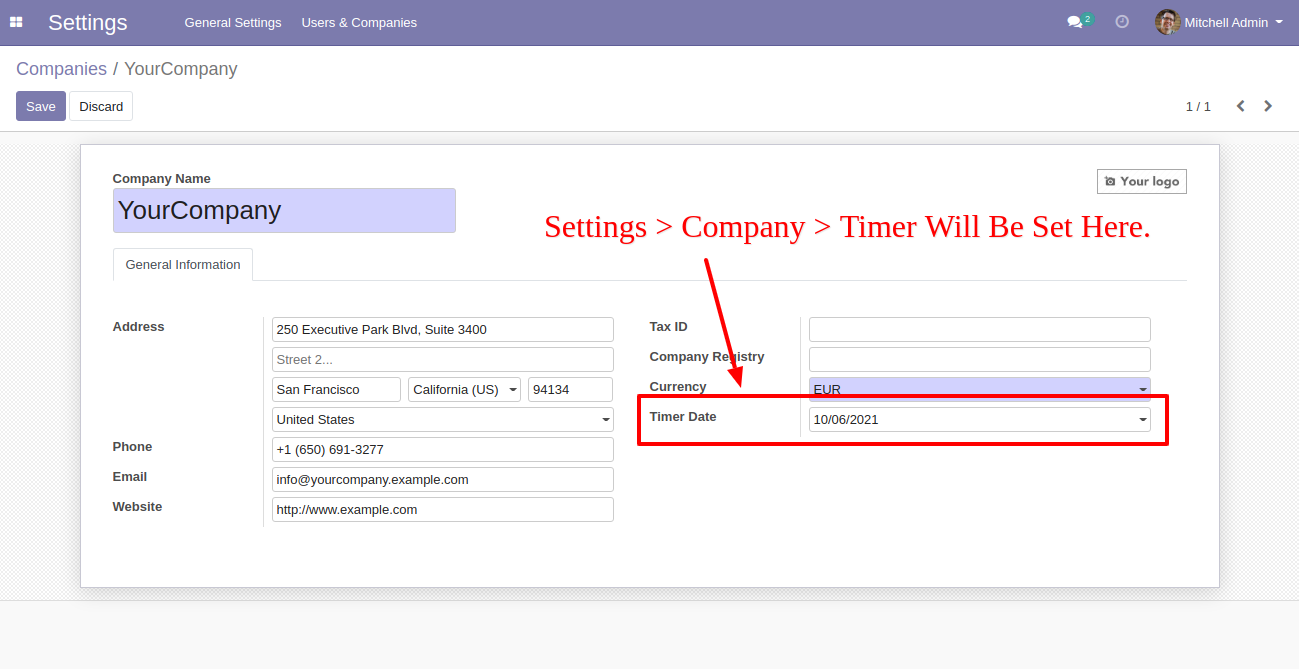 Settings General Settings Users & Companies 2 Mitchell Admin
Companies / YourCompany
Save Discard 1 / 1
Company Name
Your logo
YourCompany
Settings > Company > Timer Will Be Set Here.
General Information
Address 250 Executive Park Blvd, Suite 3400
Street 2...
San Francisco California (US) 94134
United States
Phone +1 (650) 691-3277
Email info@yourcompany.example.com
Website http://www.example.com
Tax ID
Company Registry
Currency EUR
Timer Date 10/06/2021